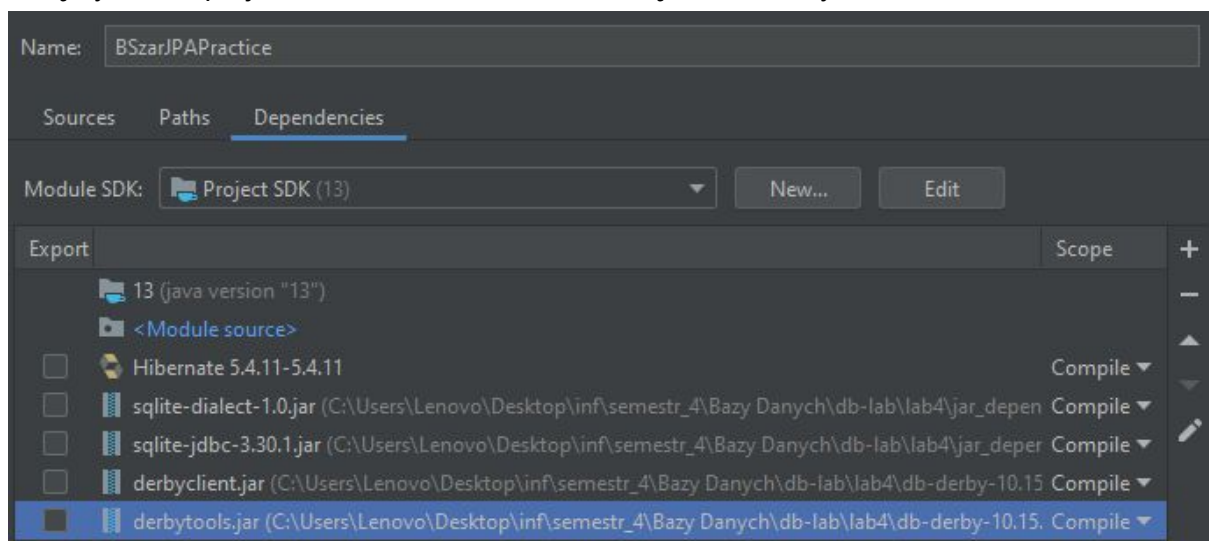 Name: BSzarJPAPractice
Sources Paths Dependencies
Module SDK: Project SDK (13) New... Edit
Export Scope
13 (java version "13")
<Module source>
Hibernate 5.4.11-5.4.11 Compile
sqlite-dialect-1.0.jar (C:\Users\Lenovo\Desktop\inf\semestr_4\Bazy Danych\db-lab\lab4\jar_depen Compile
sqlite-jdbc-3.30.1.jar (C:\Users\Lenovo\Desktop\inf\semestr_4\Bazy Danych\db-lab\lab4\jar_deper Compile
derbyclient.jar (C:\Users\Lenovo\Desktop\inf\semestr_4\Bazy Danych\db-lab\lab4\db-derby-10.15 Compile
derbytools.jar (C:\Users\Lenovo\Desktop\inf\semestr_4\Bazy Danych\db-lab\lab4\db-derby-10.15. Compile